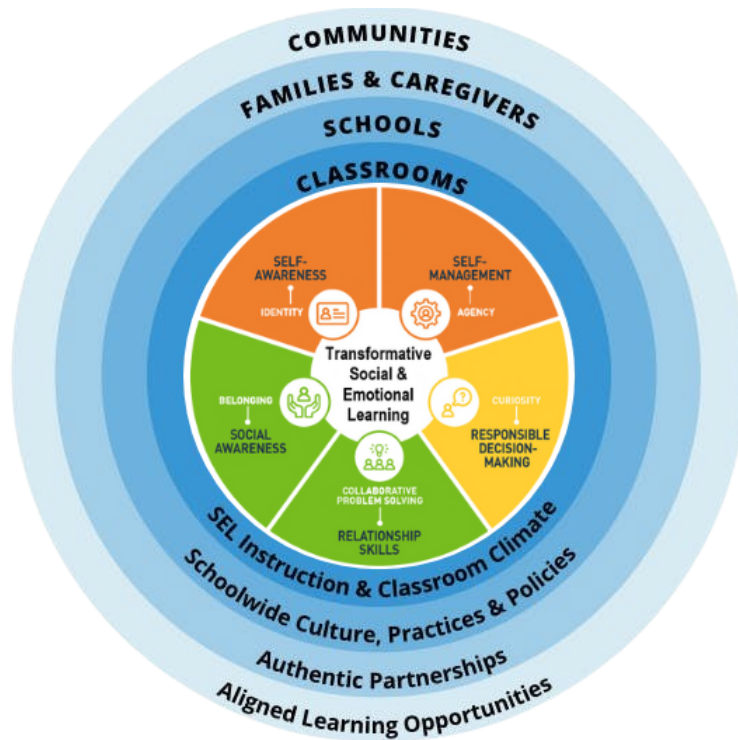 COMMUNITIES
FAMILIES & CAREGIVERS
SCHOOLS
CLASSROOMS
SELF-
AWARENESS
IDENTITY
SELF-
MANAGEMENT
AGENCY
Transformative
Social &
Emotional
Learning
BELONGING
SOCIAL
AWARENESS
CURIOSITY
RESPONSIBLE
DECISION-
MAKING
COLLABORATIVE
PROBLEM SOLVING
RELATIONSHIP
SKILLS
SEL Instruction & Classroom Climate
Schoolwide Culture, Practices & Policies
Authentic Partnerships
Aligned Learning Opportunities